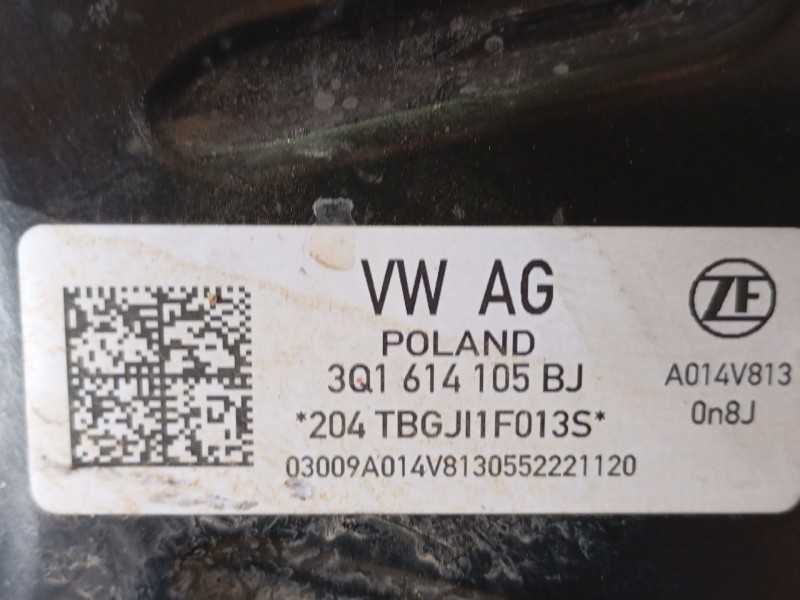 VW AG
ZF
POLAND
3Q1 614 105 BJ
A014V813
*204 TBGJI1F013S*
0n8J
03009A014V8130552221120